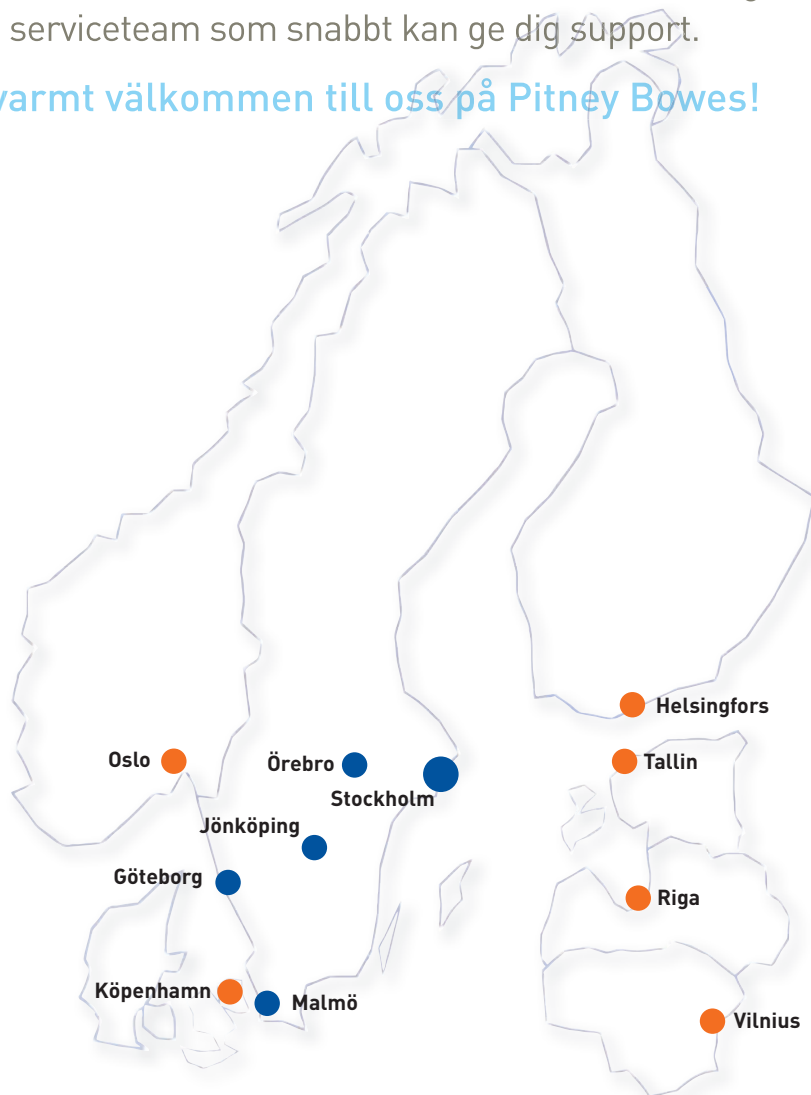 serviceteam som snabbt kan ge dig support.
varmt välkommen till oss på Pitney Bowes!
Helsingfors
Oslo
Örebro
Tallin
Stockholm
Jönköping
Göteborg
Riga
Köpenhamn
Malmö
Vilnius